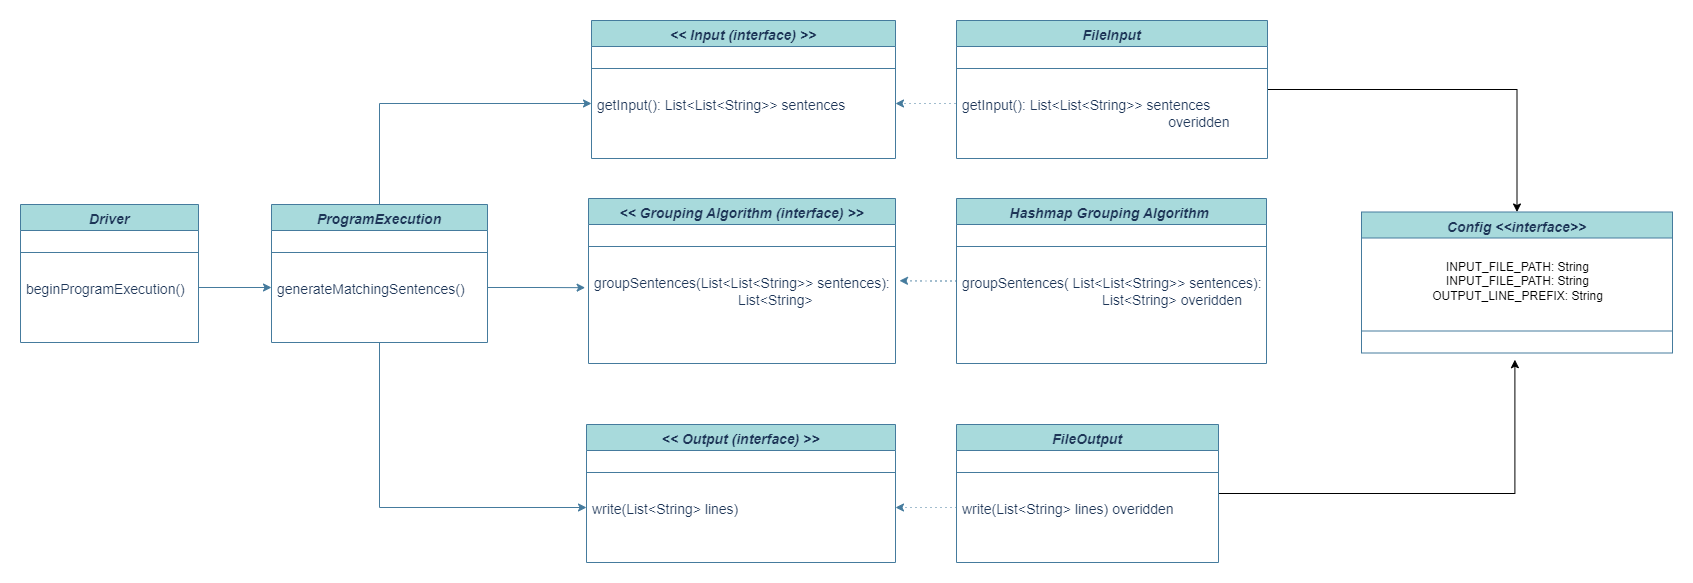 << Input (interface) >>
getInput(): List<List<String>> sentences
FileInput
getInput(): List<List<String>> sentences
overidden
Driver
beginProgramExecution()
ProgramExecution
generateMatchingSentences()
<< Grouping Algorithm (interface) >>
groupSentences(List<List<String>> sentences):
List<String>
Hashmap Grouping Algorithm
groupSentences( List<List<String>> sentences):
List<String> overidden
Config <<interface>>
INPUT_FILE_PATH: String
INPUT_FILE_PATH: String
OUTPUT_LINE_PREFIX: String
<< Output (interface) >>
write(List<String> lines)
FileOutput
write(List<String> lines) overidden